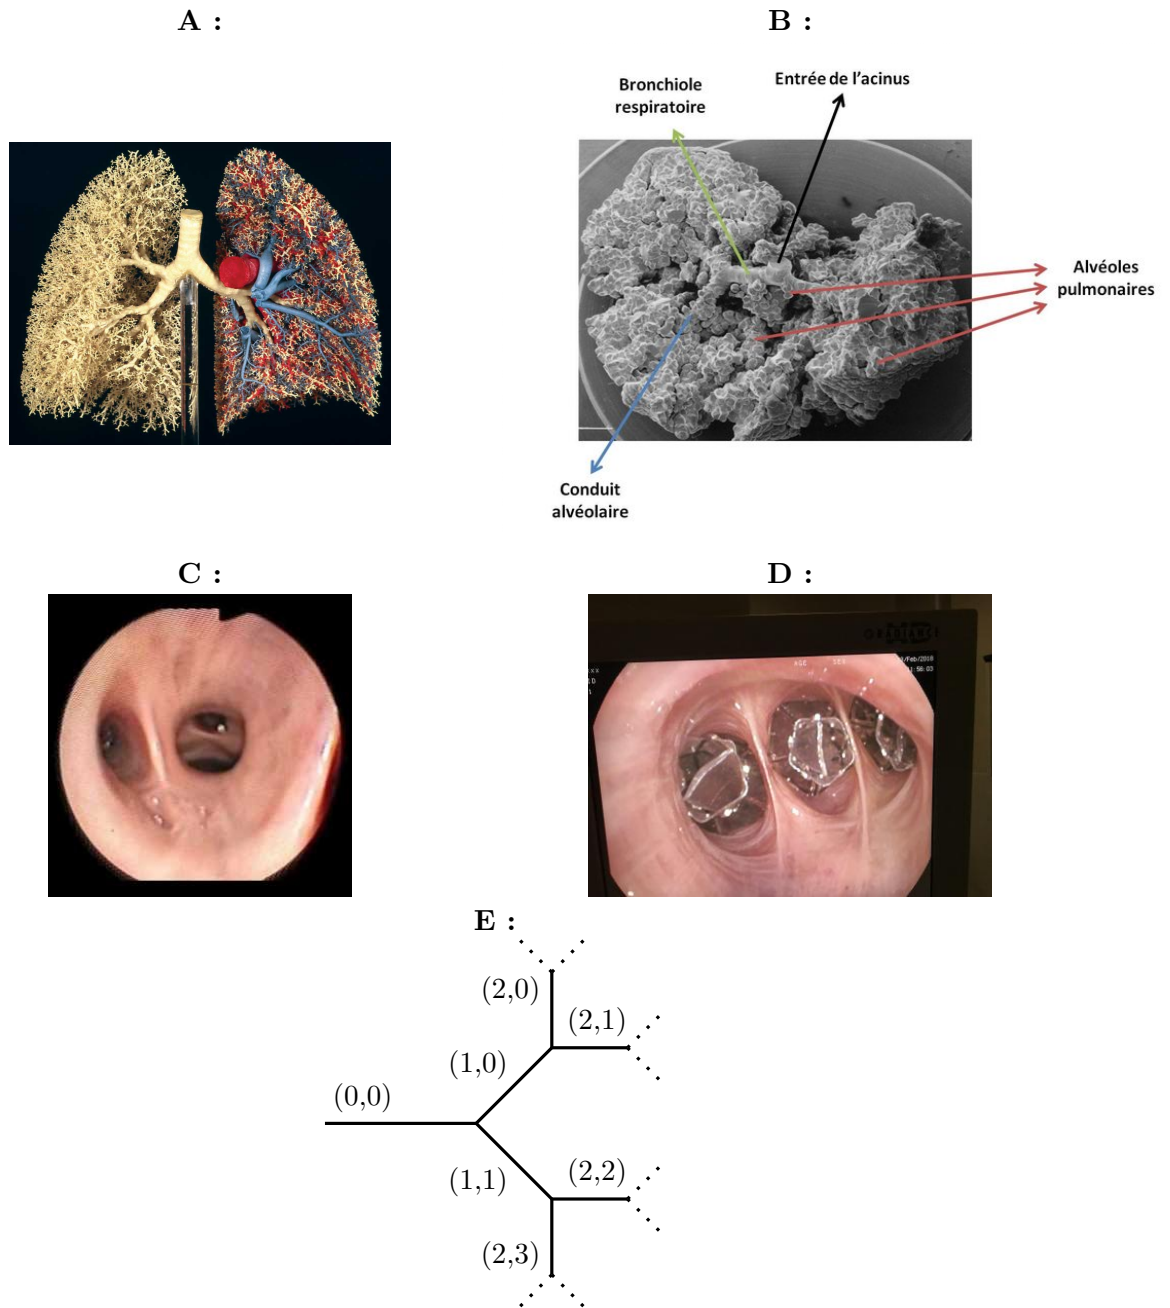 A :
B :
Bronchiole
respiratoire
Entrée de l'acinus
Alvéoles
pulmonaires
Conduit
alvéolaire
C :
D :
RADIANCE
E :
(2,0)
(2,1)
(1,0)
(0,0)
(1,1)
(2,2)
(2,3)